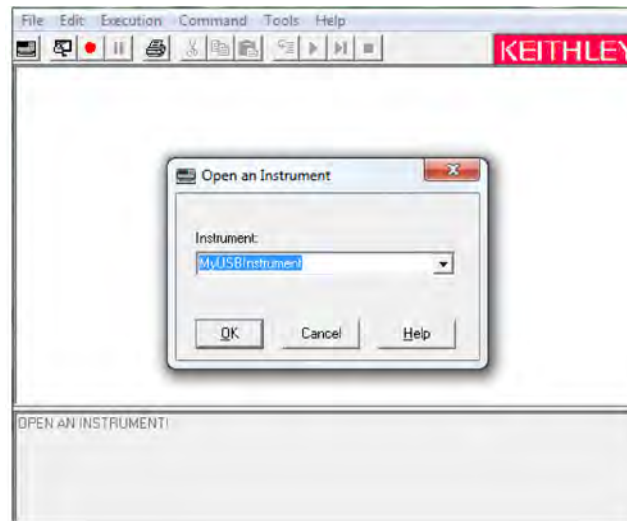 File Edit Execution Command Tools Help
KEITHLEY
Open an Instrument
Instrument:
MyUSBInstrument
OK Cancel Help
OPEN AN INSTRUMENT!